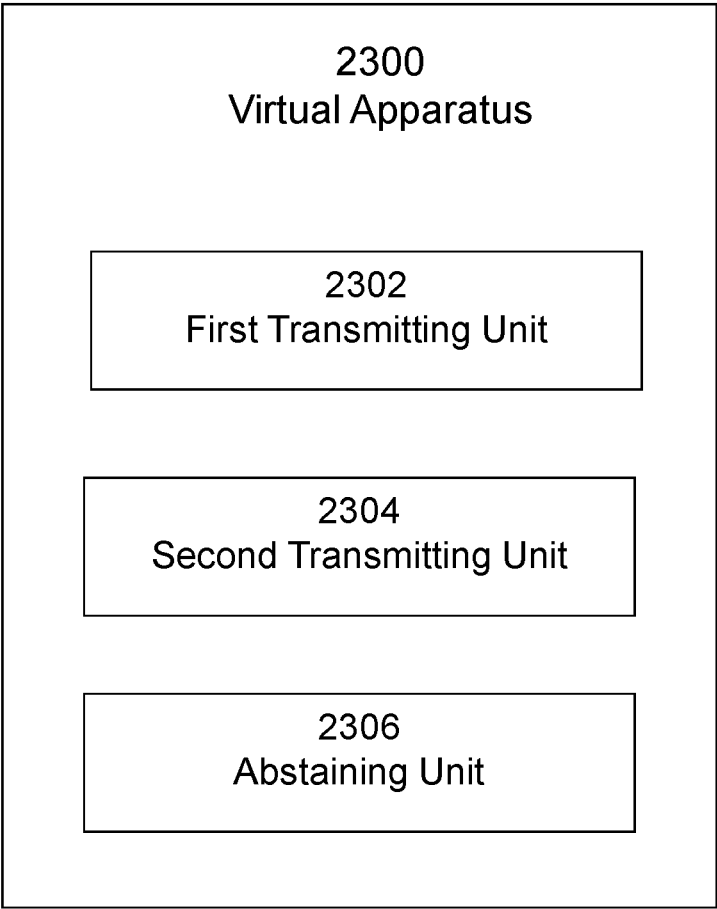 2300
Virtual Apparatus
2302
First Transmitting Unit
2304
Second Transmitting Unit
2306
Abstaining Unit